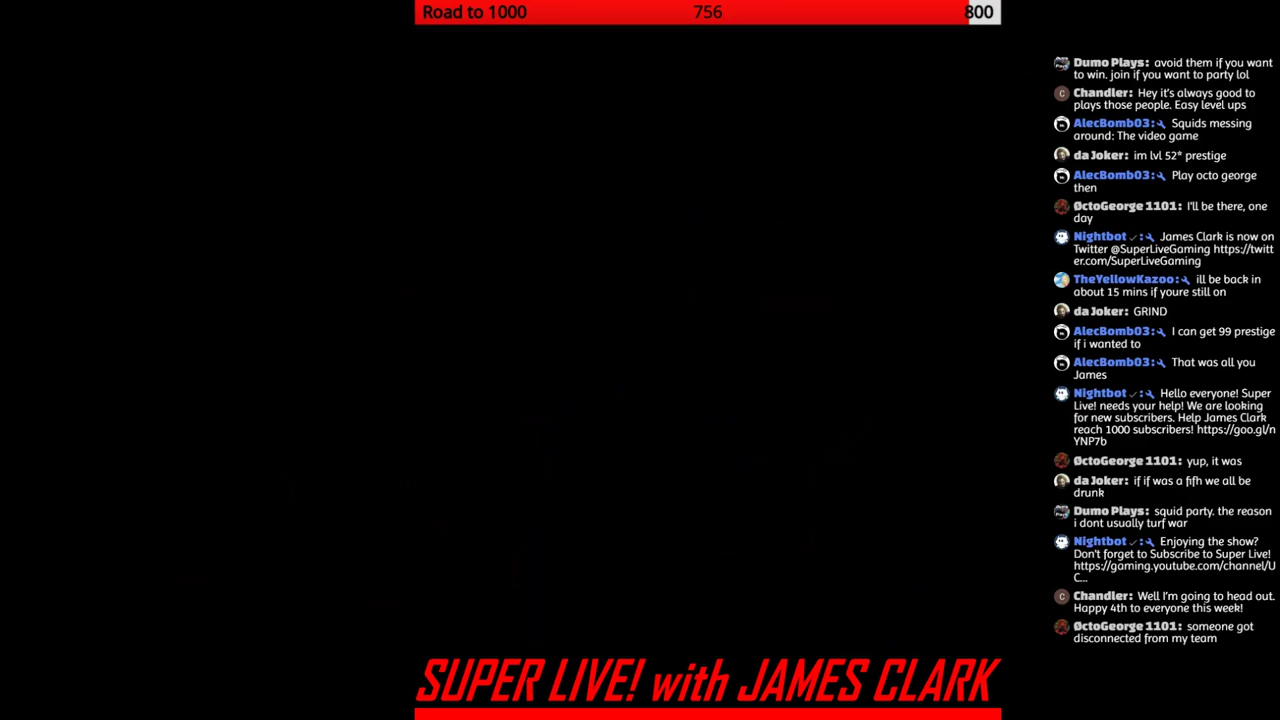 Road to 1000 756 800
Dumo Plays: avoid them if you want
to win. join if you want to party lol
Chandler: Hey it's always good to
plays those people. Easy level ups
AlecBomb03: Squids messing
around: The video game
da Joker: im lvl 52* prestige
AlecBomb03: Play octo george
then
ØctoGeorge 1101: I'll be there, one
day
Nightbot ✓: James Clark is now on
Twitter @SuperLiveGaming https://twitt
er.com/SuperLiveGaming
TheYellowKazoo: ill be back in
about 15 mins if youre still on
da Joker: GRIND
AlecBomb03: I can get 99 prestige
if i wanted to
AlecBomb03: That was all you
James
Nightbot ✓: Hello everyone! Super
Live! needs your help! We are looking
for new subscribers. Help James Clark
reach 1000 subscribers! https://goo.gl/n
YNP7b
ØctoGeorge 1101: yup, it was
da Joker: if if was a fifh we all be
drunk
Dumo Plays: squid party. the reason
i dont usually turf war
Nightbot ✓: Enjoying the show?
Don't forget to Subscribe to Super Live!
https://gaming.youtube.com/channel/U
C...
Chandler: Well I'm going to head out.
Happy 4th to everyone this week!
ØctoGeorge 1101: someone got
disconnected from my team
SUPER LIVE! with JAMES CLARK